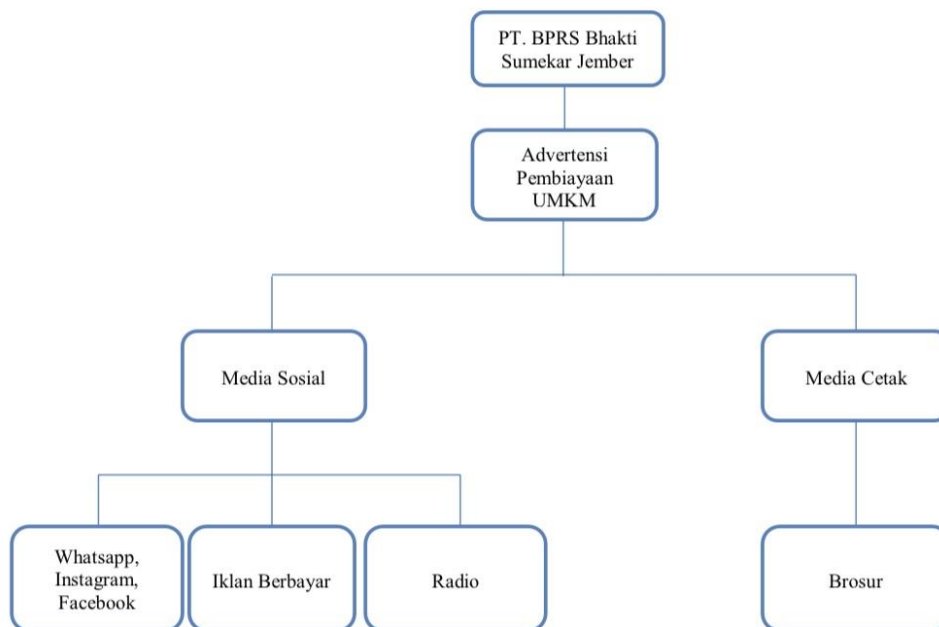 PT. BPRS Bhakti
Sumekar Jember
Advertensi
Pembiayaan
UMKM
Media Sosial
Media Cetak
Whatsapp,
Instagram,
Facebook
Iklan Berbayar
Radio
Brosur